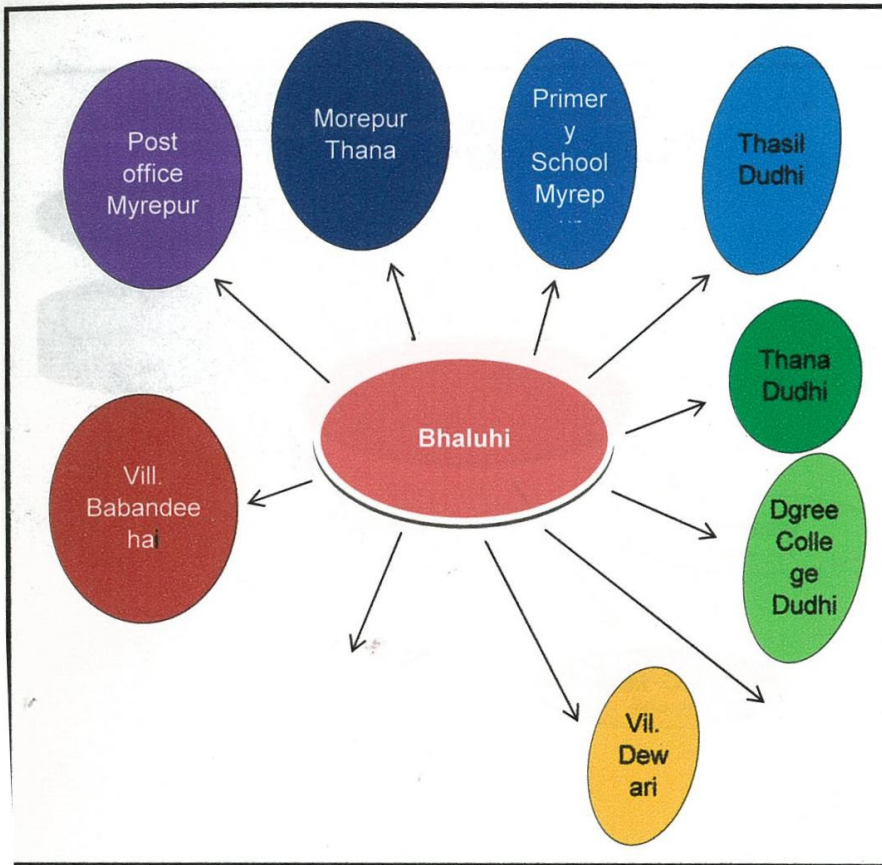 Post
office
Myrepur
Morepur
Thana
Primer
y
School
Myrep
Thasil
Dudhi
Thana
Dudhi
Bhaluhi
Vill.
Babandee
hai
Dgree
Colle
ge
Dudhi
Vil.
Dew
ari